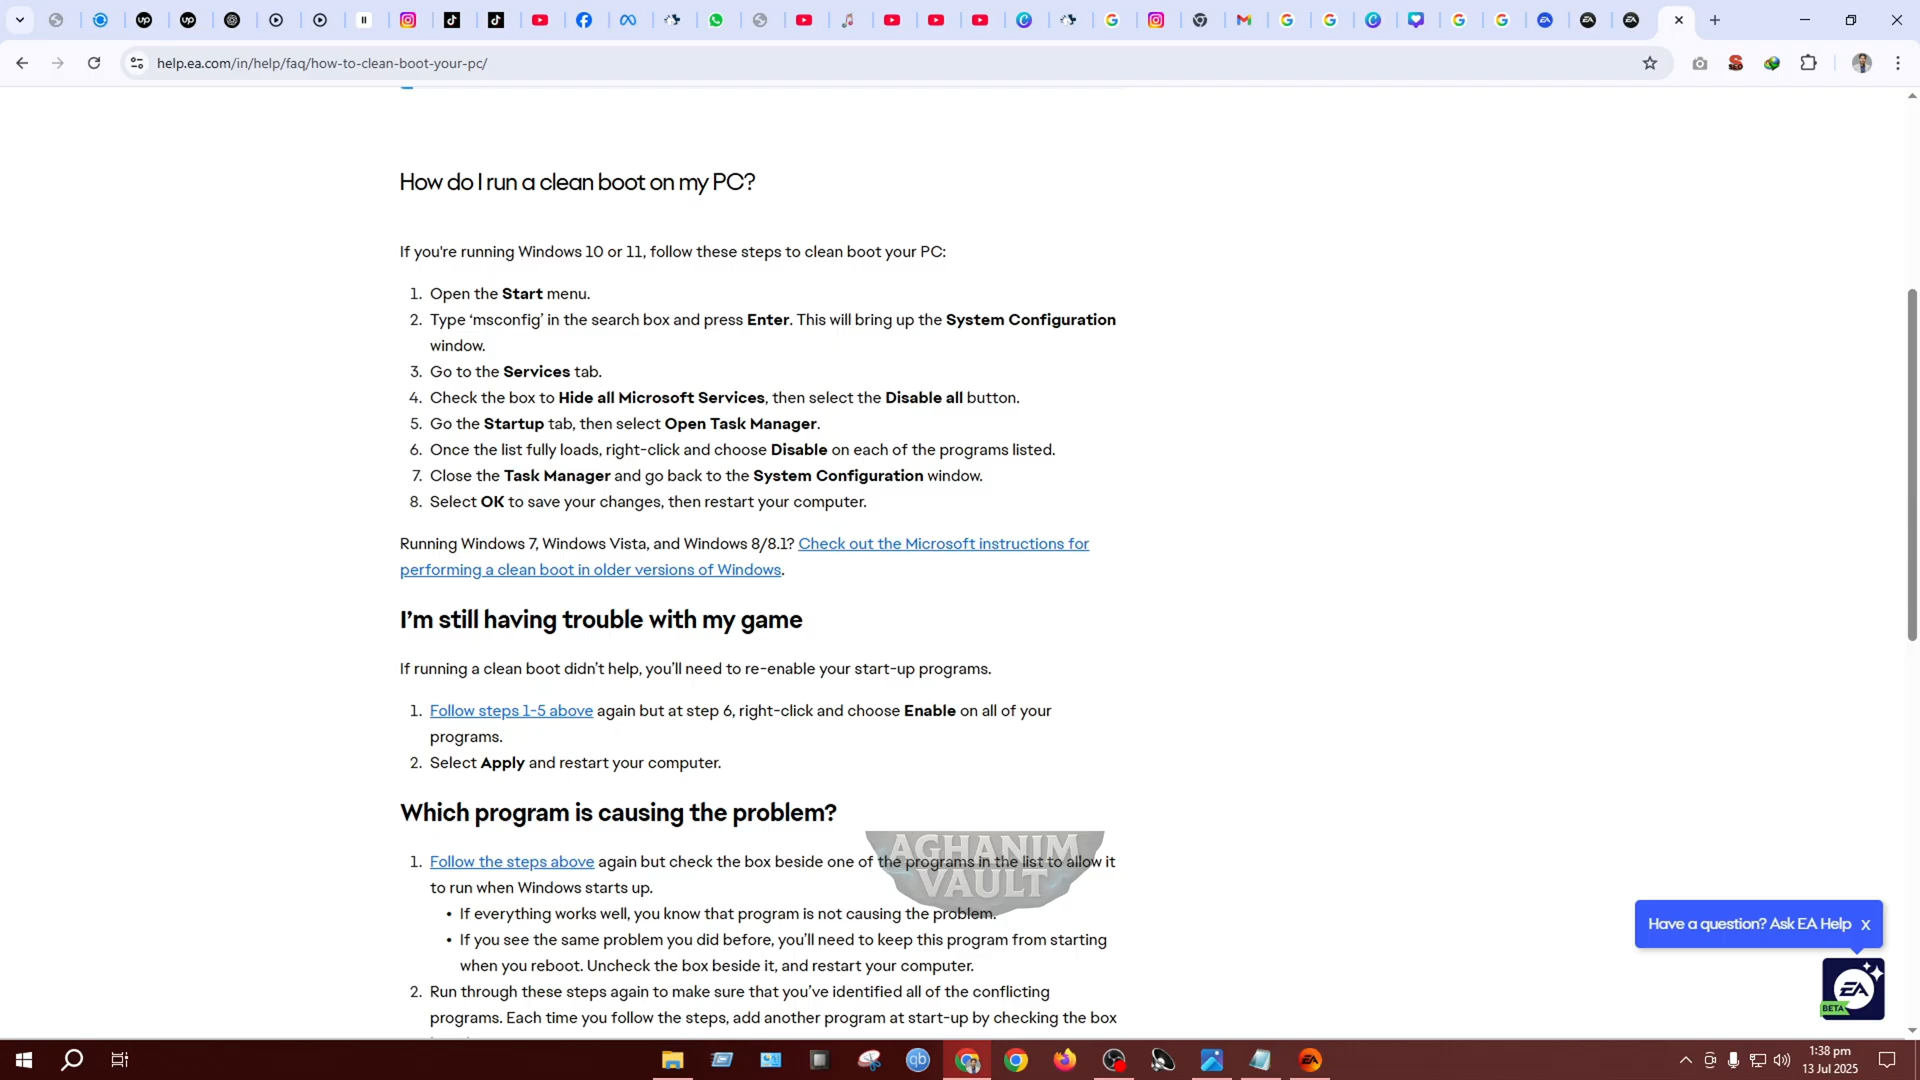 help.ea.com/in/help/faq/how-to-clean-boot-your-pc/
How do I run a clean boot on my PC?
If you're running Windows 10 or 11, follow these steps to clean boot your PC:
1. Open the Start menu.
2. Type ‘msconfig’ in the search box and press Enter. This will bring up the System Configuration
window.
3. Go to the Services tab.
4. Check the box to Hide all Microsoft Services, then select the Disable all button.
5. Go the Startup tab, then select Open Task Manager.
6. Once the list fully loads, right-click and choose Disable on each of the programs listed.
7. Close the Task Manager and go back to the System Configuration window.
8. Select OK to save your changes, then restart your computer.
Running Windows 7, Windows Vista, and Windows 8/8.1? Check out the Microsoft instructions for
performing a clean boot in older versions of Windows.
I’m still having trouble with my game
If running a clean boot didn’t help, you’ll need to re-enable your start-up programs.
1. Follow steps 1-5 above again but at step 6, right-click and choose Enable on all of your
programs.
2. Select Apply and restart your computer.
Which program is causing the problem?
1. Follow the steps above again but check the box beside one of the programs in the list to allow it
to run when Windows starts up.
• If everything works well, you know that program is not causing the problem.
• If you see the same problem you did before, you’ll need to keep this program from starting
when you reboot. Uncheck the box beside it, and restart your computer.
2. Run through these steps again to make sure that you’ve identified all of the conflicting
programs. Each time you follow the steps, add another program at start-up by checking the box
AGHANIM
VAULT
Have a question? Ask EA Help x
EA
BETA
1:38 pm
13 Jul 2025